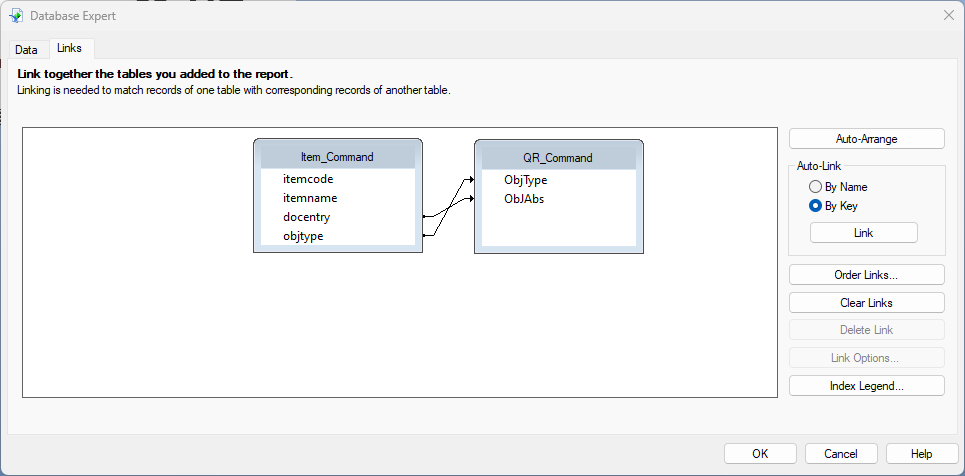 Database Expert
Data
Links
Link together the tables you added to the report.
Linking is needed to match records of one table with corresponding records of another table.
Item_Command
itemcode
itemname
docentry
objtype
QR_Command
ObjType
ObJAbs
Auto-Arrange
Auto-Link
By Name
By Key
Link
Order Links...
Clear Links
Delete Link
Link Options...
Index Legend...
OK
Cancel
Help